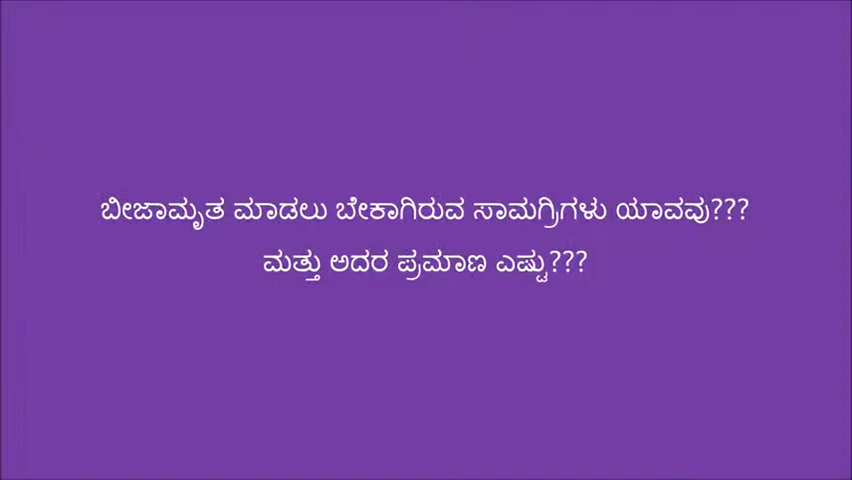 ಬೀಜಾಮೃತ ಮಾಡಲು ಬೇಕಾಗಿರುವ ಸಾಮಗ್ರಿಗಳು ಯಾವವು???
ಮತ್ತು ಅದರ ಪ್ರಮಾಣ ಎಷ್ಟು???